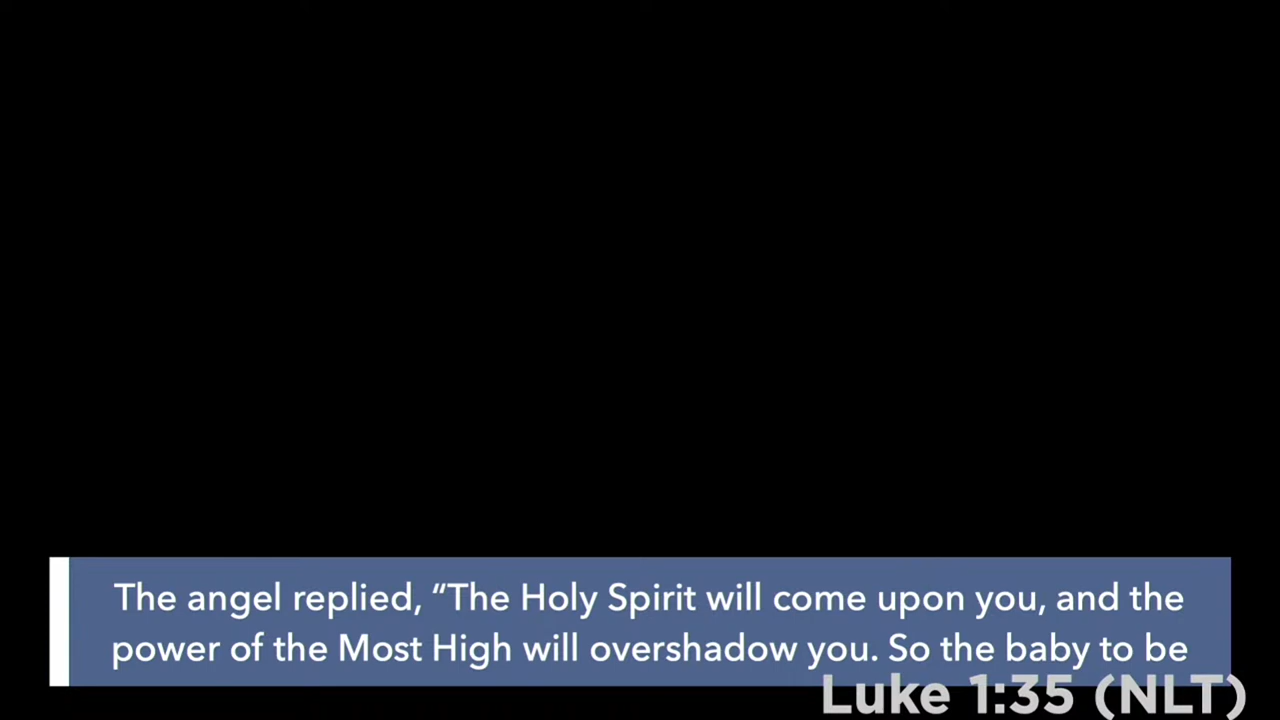 The angel replied, “The Holy Spirit will come upon you, and the
power of the Most High will overshadow you. So the baby to be
Luke 1:35 (NLT)